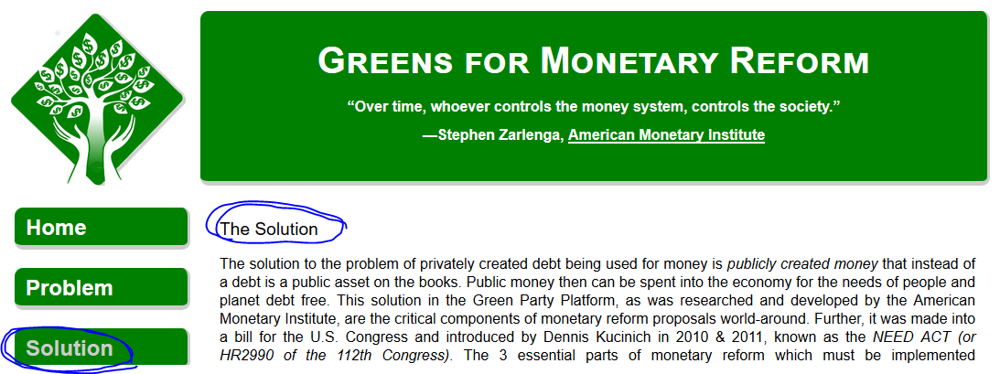 GREENS FOR MONETARY REFORM
“Over time, whoever controls the money system, controls the society.”
—Stephen Zarlenga, American Monetary Institute
Home
Problem
Solution
The Solution
The solution to the problem of privately created debt being used for money is publicly created money that instead of
a debt is a public asset on the books. Public money then can be spent into the economy for the needs of people and
planet debt free. This solution in the Green Party Platform, as was researched and developed by the American
Monetary Institute, are the critical components of monetary reform proposals world-around. Further, it was made into
a bill for the U.S. Congress and introduced by Dennis Kucinich in 2010 & 2011, known as the NEED ACT (or
HR2990 of the 112th Congress). The 3 essential parts of monetary reform which must be implemented